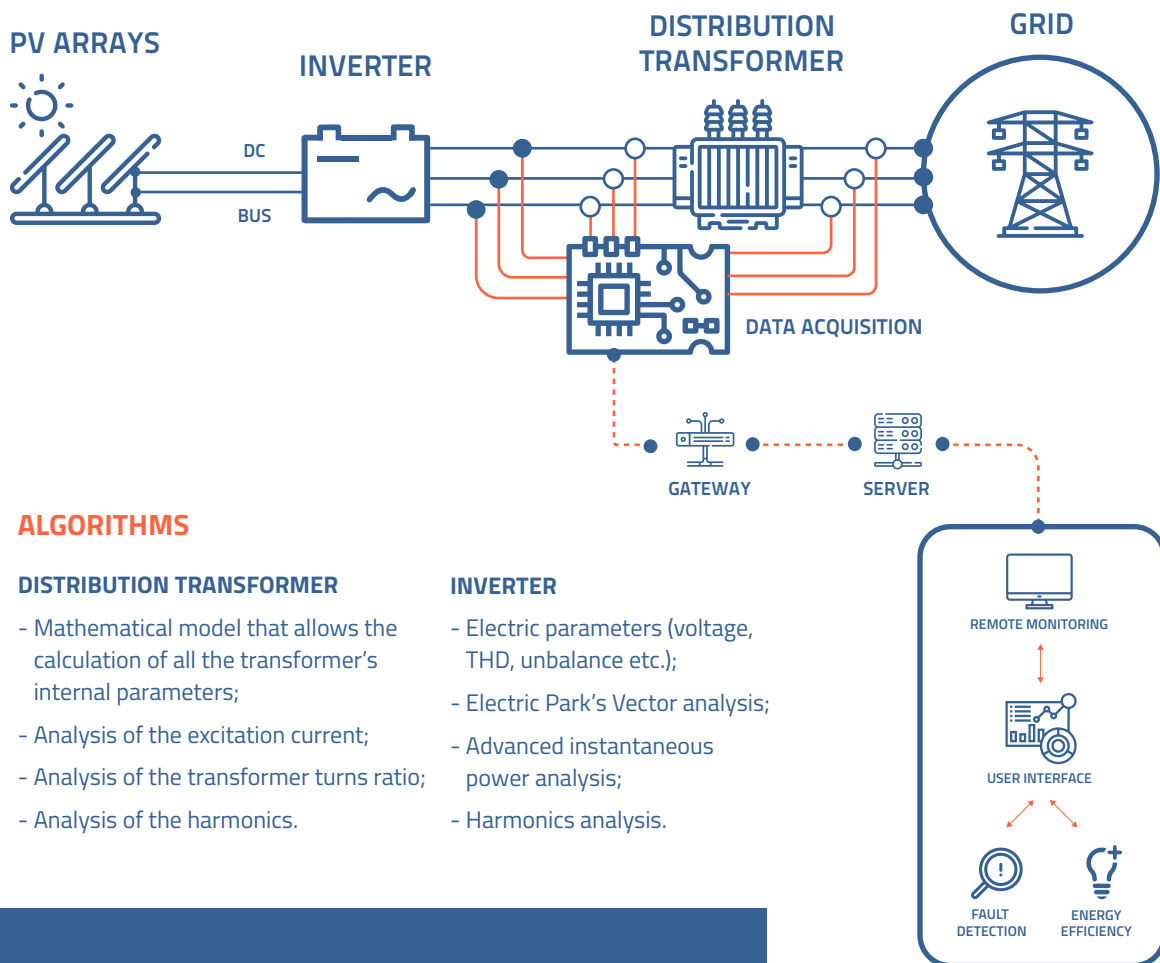 PV ARRAYS
INVERTER
DISTRIBUTION
TRANSFORMER
GRID
DC
BUS
DATA ACQUISITION
GATEWAY
SERVER
ALGORITHMS
DISTRIBUTION TRANSFORMER
- Mathematical model that allows the
calculation of all the transformer's
internal parameters;
- Analysis of the excitation current;
- Analysis of the transformer turns ratio;
- Analysis of the harmonics.
INVERTER
- Electric parameters (voltage,
THD, unbalance etc.);
- Electric Park's Vector analysis;
- Advanced instantaneous
power analysis;
- Harmonics analysis.
REMOTE MONITORING
USER INTERFACE
FAULT
DETECTION
ENERGY
EFFICIENCY